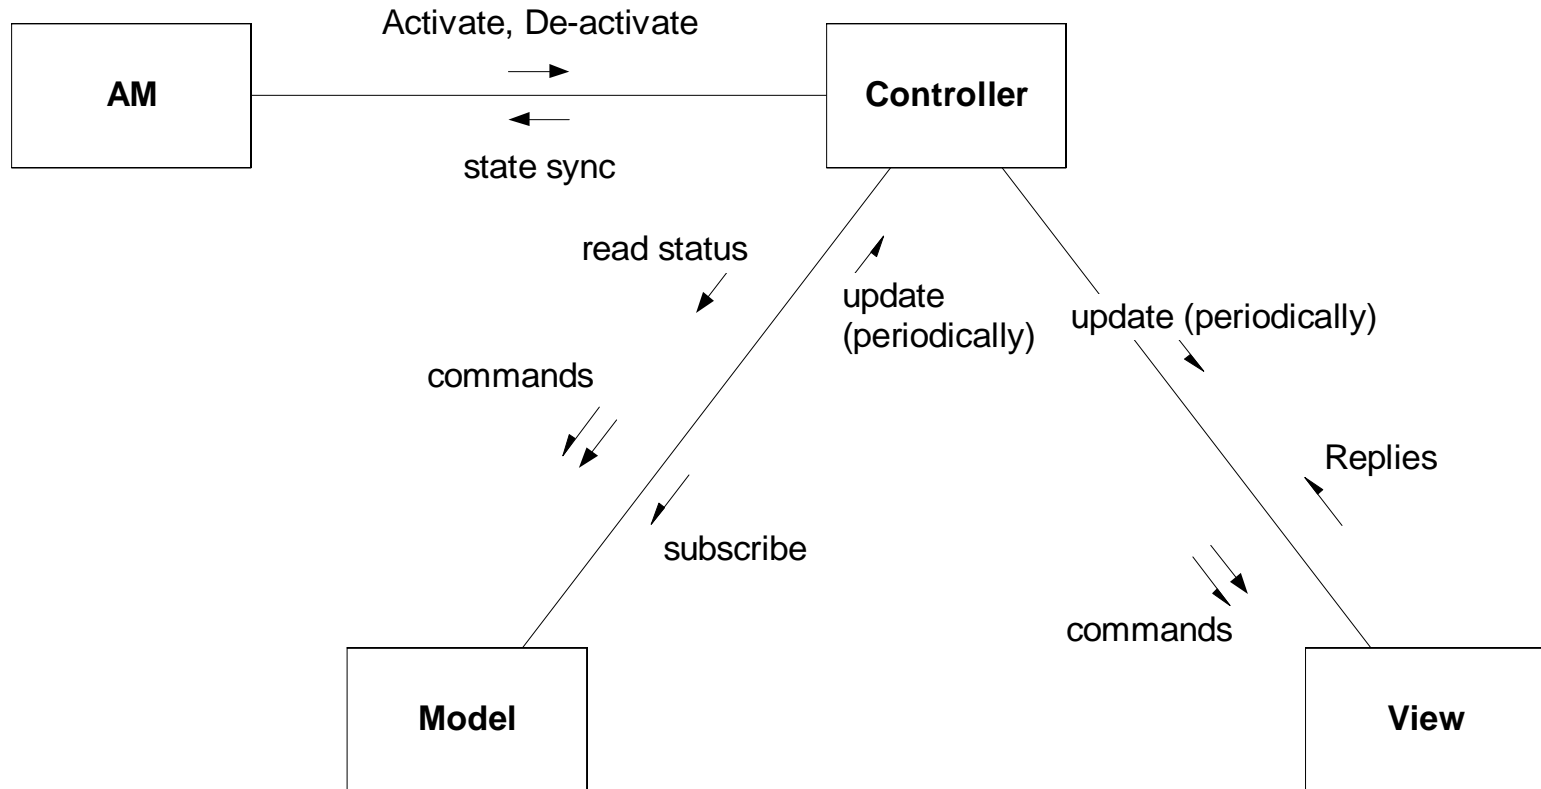 Activate, De-activate
AM
Controller
state sync
read status
update
(periodically)
update (periodically)
commands
Replies
subscribe
commands
Model
View